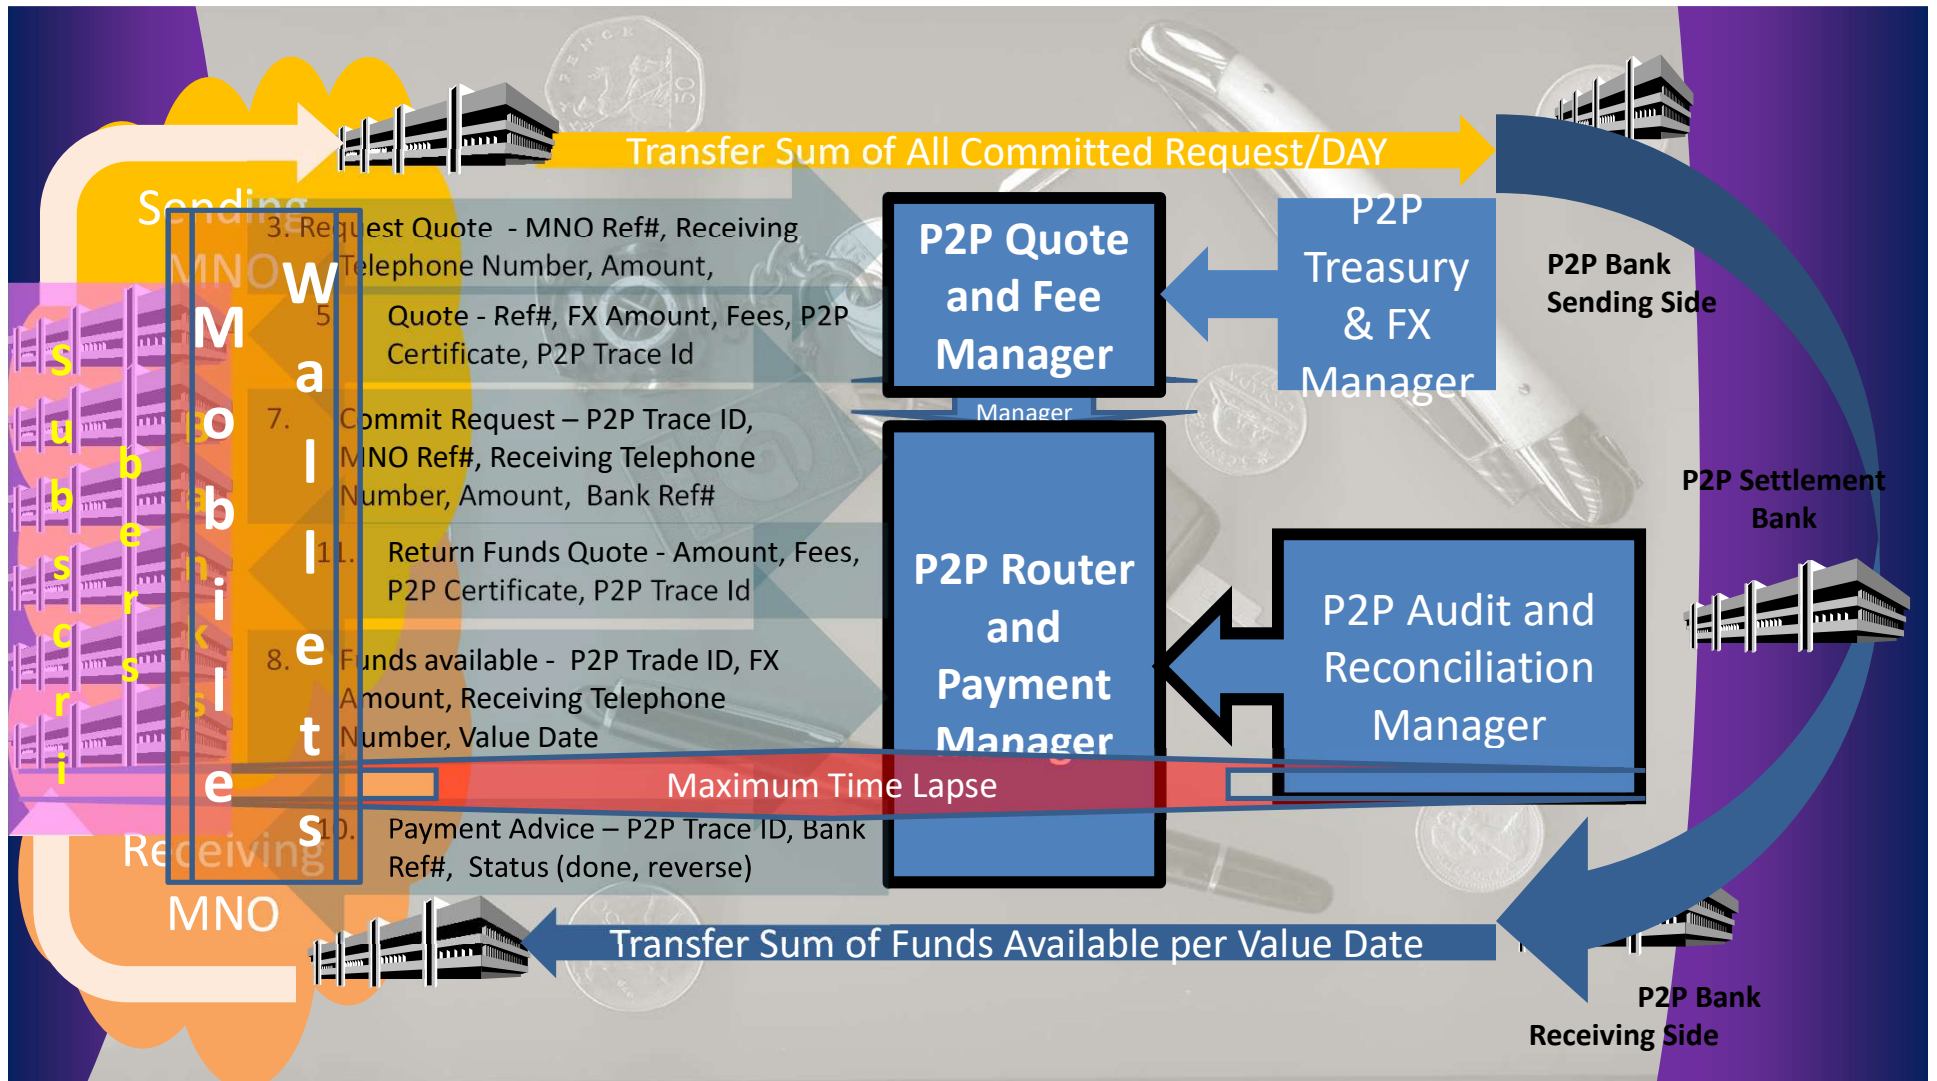 Transfer Sum of All Committed Request/DAY
Sending
MNO
3. Request Quote - MNO Ref#, Receiving
Telephone Number, Amount,
5 Quote - Ref#, FX Amount, Fees, P2P
Certificate, P2P Trace Id
7. Commit Request – P2P Trace ID,
MNO Ref#, Receiving Telephone
Number, Amount, Bank Ref#
11. Return Funds Quote - Amount, Fees,
P2P Certificate, P2P Trace Id
8. Funds available - P2P Trade ID, FX
Amount, Receiving Telephone
Number, Value Date
Maximum Time Lapse
10. Payment Advice – P2P Trace ID, Bank
Ref#, Status (done, reverse)
Receiving
MNO
Subscri
bers
Banks
Mobile
Wallets
P2P Quote
and Fee
Manager
Manager
P2P Router
and
Payment
Manager
P2P
Treasury
& FX
Manager
P2P Audit and
Reconciliation
Manager
P2P Bank
Sending Side
P2P Settlement
Bank
Transfer Sum of Funds Available per Value Date
P2P Bank
Receiving Side